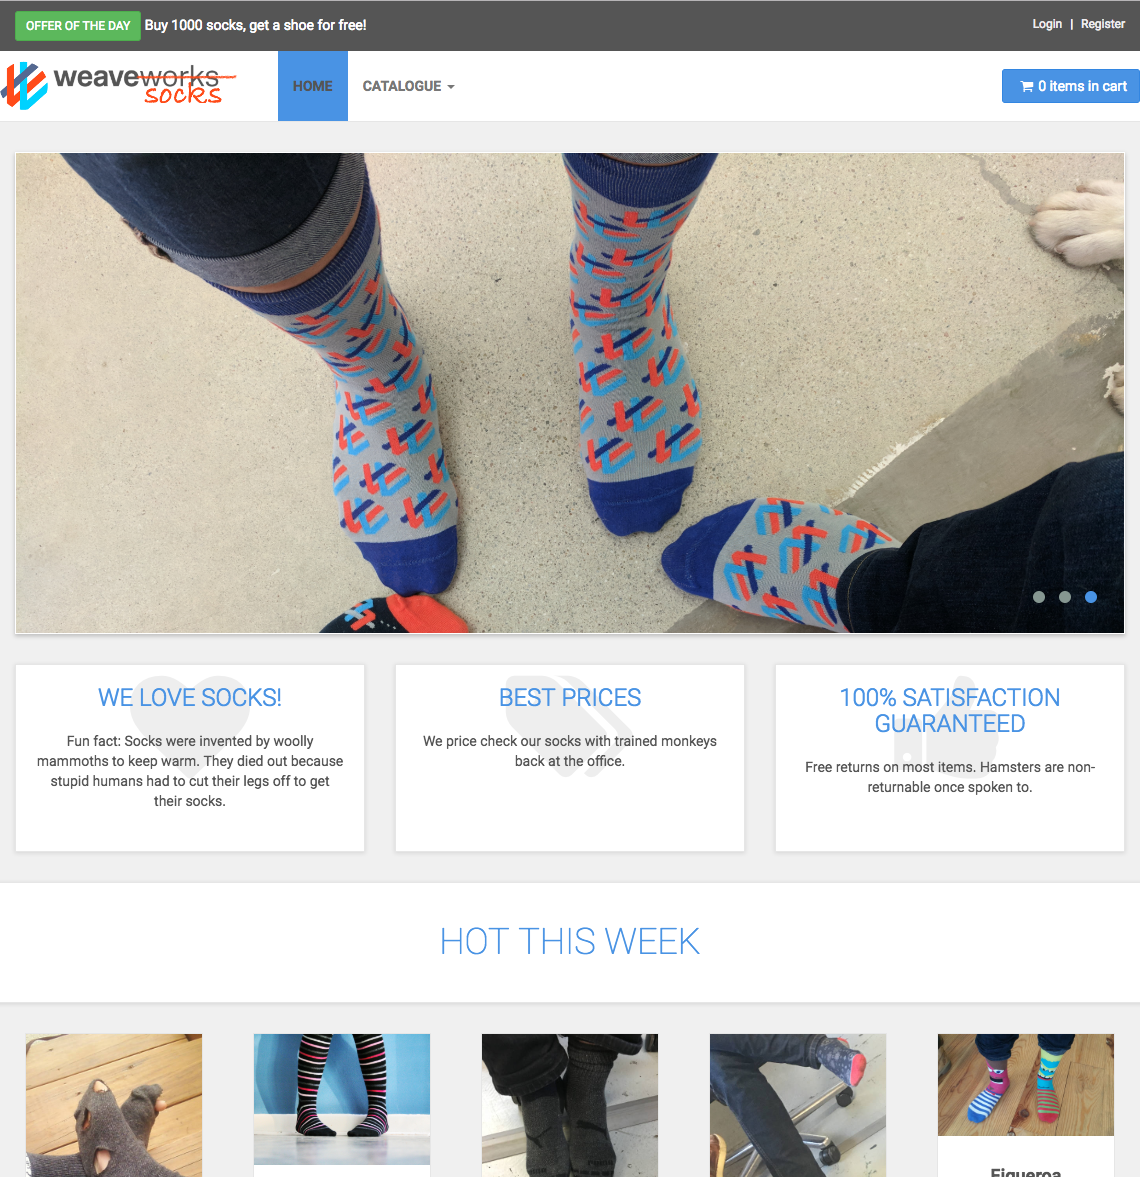 OFFER OF THE DAY Buy 1000 socks, get a shoe for free!
Login | Register
weaveworks
socks
HOME
CATALOGUE
0 items in cart
WE LOVE SOCKS!
Fun fact: Socks were invented by woolly
mammoths to keep warm. They died out because
stupid humans had to cut their legs off to get
their socks.
BEST PRICES
We price check our socks with trained monkeys
back at the office.
100% SATISFACTION
GUARANTEED
Free returns on most items. Hamsters are non-
returnable once spoken to.
HOT THIS WEEK
Figueroa